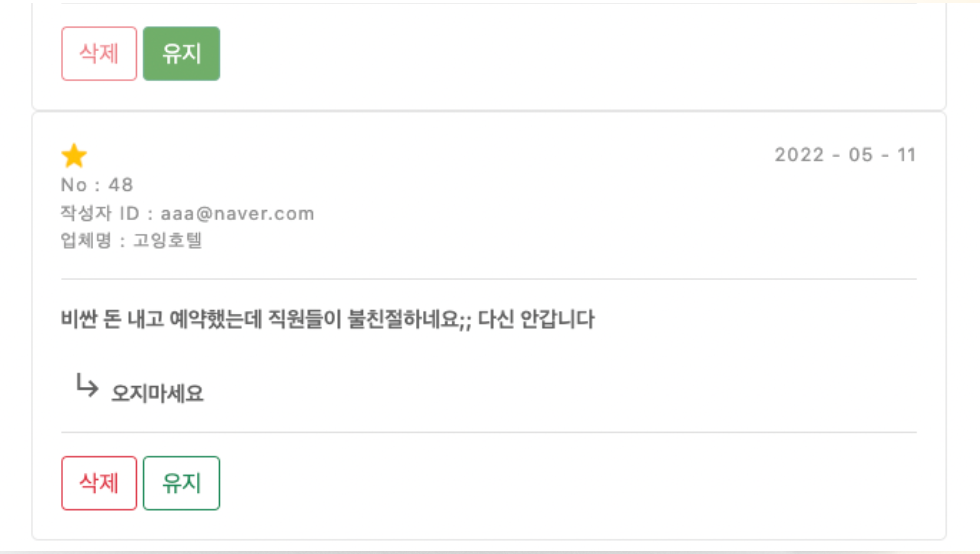 삭제 유지
2022 - 05 - 11
No : 48
작성자 ID : aaa@naver.com
업체명 : 고잉호텔
비싼 돈 내고 예약했는데 직원들이 불친절하네요;; 다신 안갑니다
오지마세요
삭제 유지